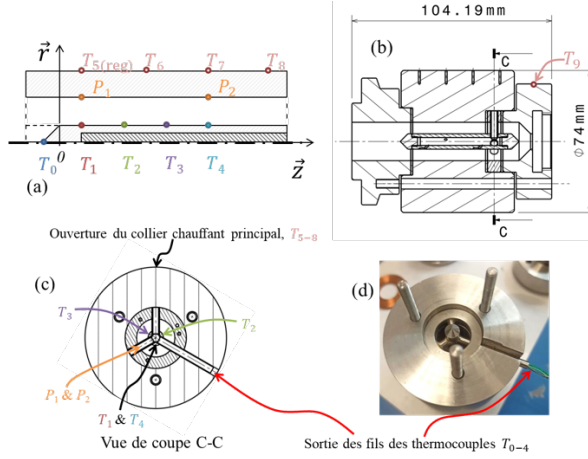 104.19mm
r⃗
T5(reg) T6 T7 T8
(b)
C
T9
P1 P2
⌀74mm
T0 0 T1 T2 T3 T4 z⃗
(a)
C
Ouverture du collier chauffant principal, T5−8
(c)
(d)
T3
T2
P1 & P2
T1 & T4
Vue de coupe C-C
Sortie des fils des thermocouples T0−4